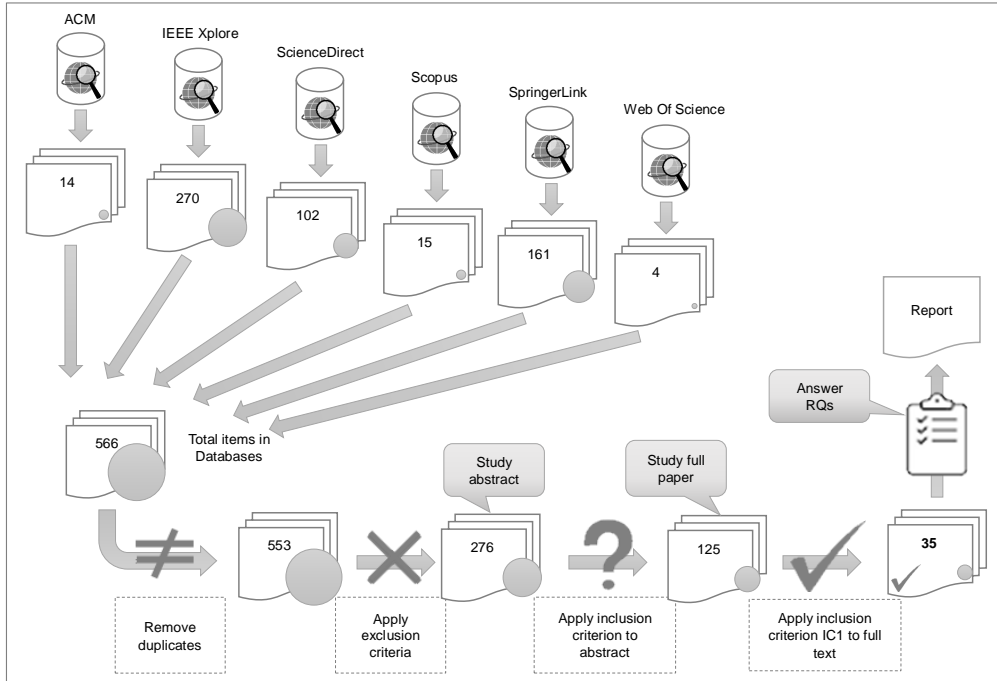 ACM
IEEE Xplore
ScienceDirect
Scopus
SpringerLink
Web Of Science
14
270
102
15
161
4
Report
Answer
RQs
566
Total items in
Databases
Study
abstract
Study full
paper
553
276
125
35
Remove
duplicates
Apply
exclusion
criteria
Apply inclusion
criterion to
abstract
Apply inclusion
criterion IC1 to full
text